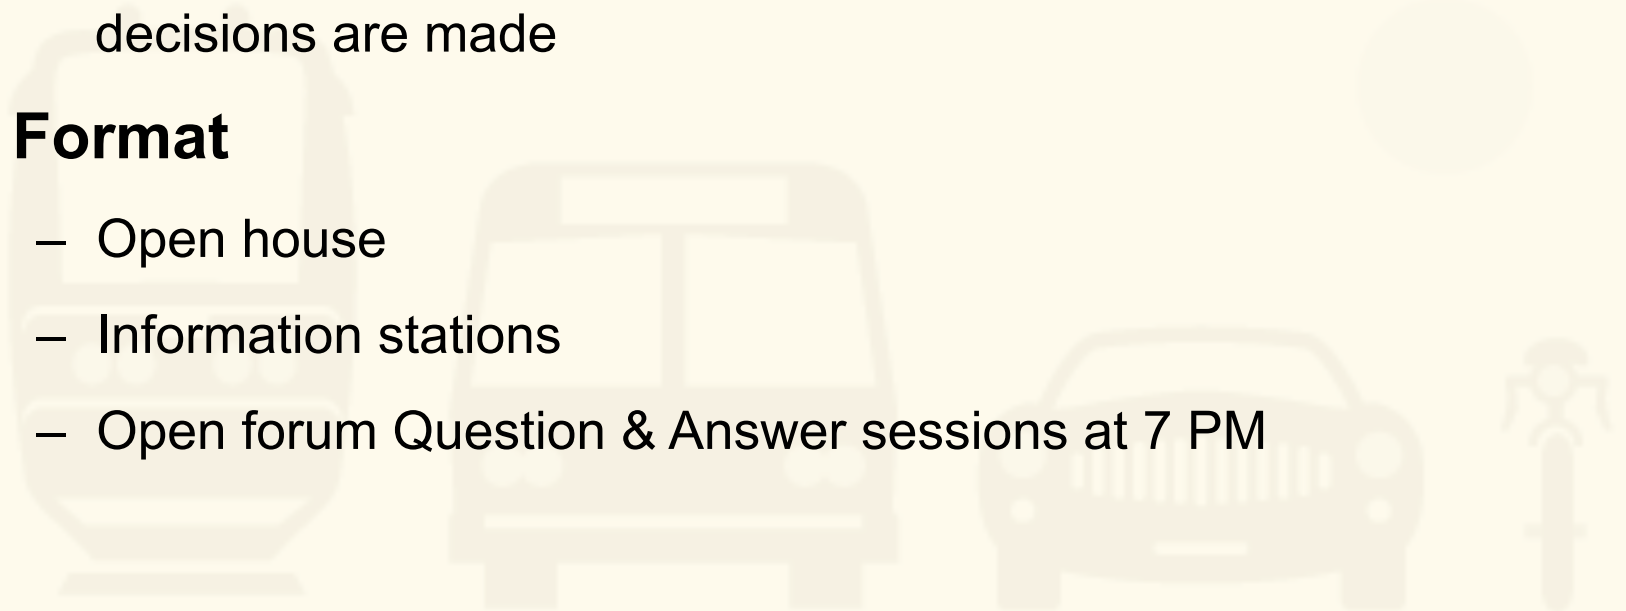 decisions are made
Format
– Open house
– Information stations
– Open forum Question & Answer sessions at 7 PM